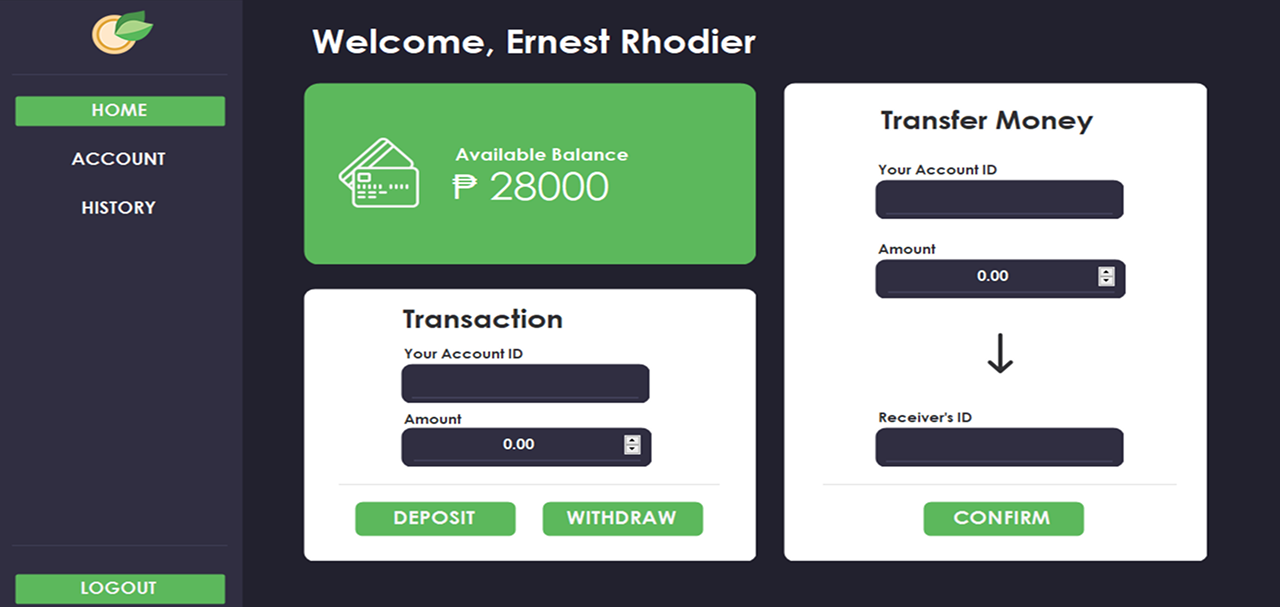 HOME
ACCOUNT
HISTORY
LOGOUT
Welcome, Ernest Rhodier
Available Balance
₱ 28000
Transaction
Your Account ID
Amount
0.00
DEPOSIT
WITHDRAW
Transfer Money
Your Account ID
Amount
0.00
Receiver's ID
CONFIRM